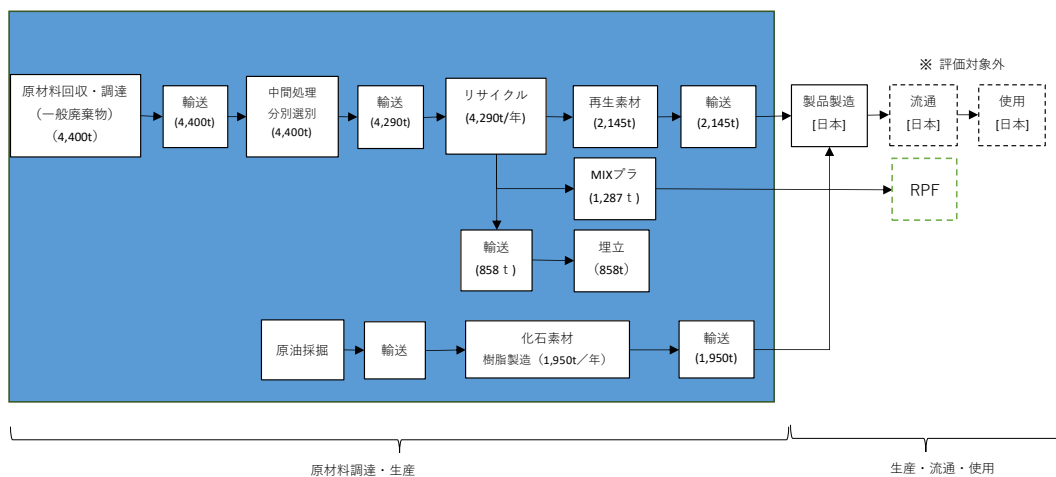 ※ 評価対象外
原材料回収・調達
（一般廃棄物）
（4,400t）
輸送
(4,400t)
中間処理
分別選別
(4,400t)
輸送
(4,290t)
リサイクル
(4,290t/年)
再生素材
(2,145t)
輸送
(2,145t)
製品製造
[日本]
流通
[日本]
使用
[日本]
MIXプラ
(1,287ｔ)
RPF
輸送
(858ｔ)
埋立
（858t）
原油採掘
輸送
化石素材
樹脂製造（1,950t／年）
輸送
(1,950t)
原材料調達・生産
生産・流通・使用